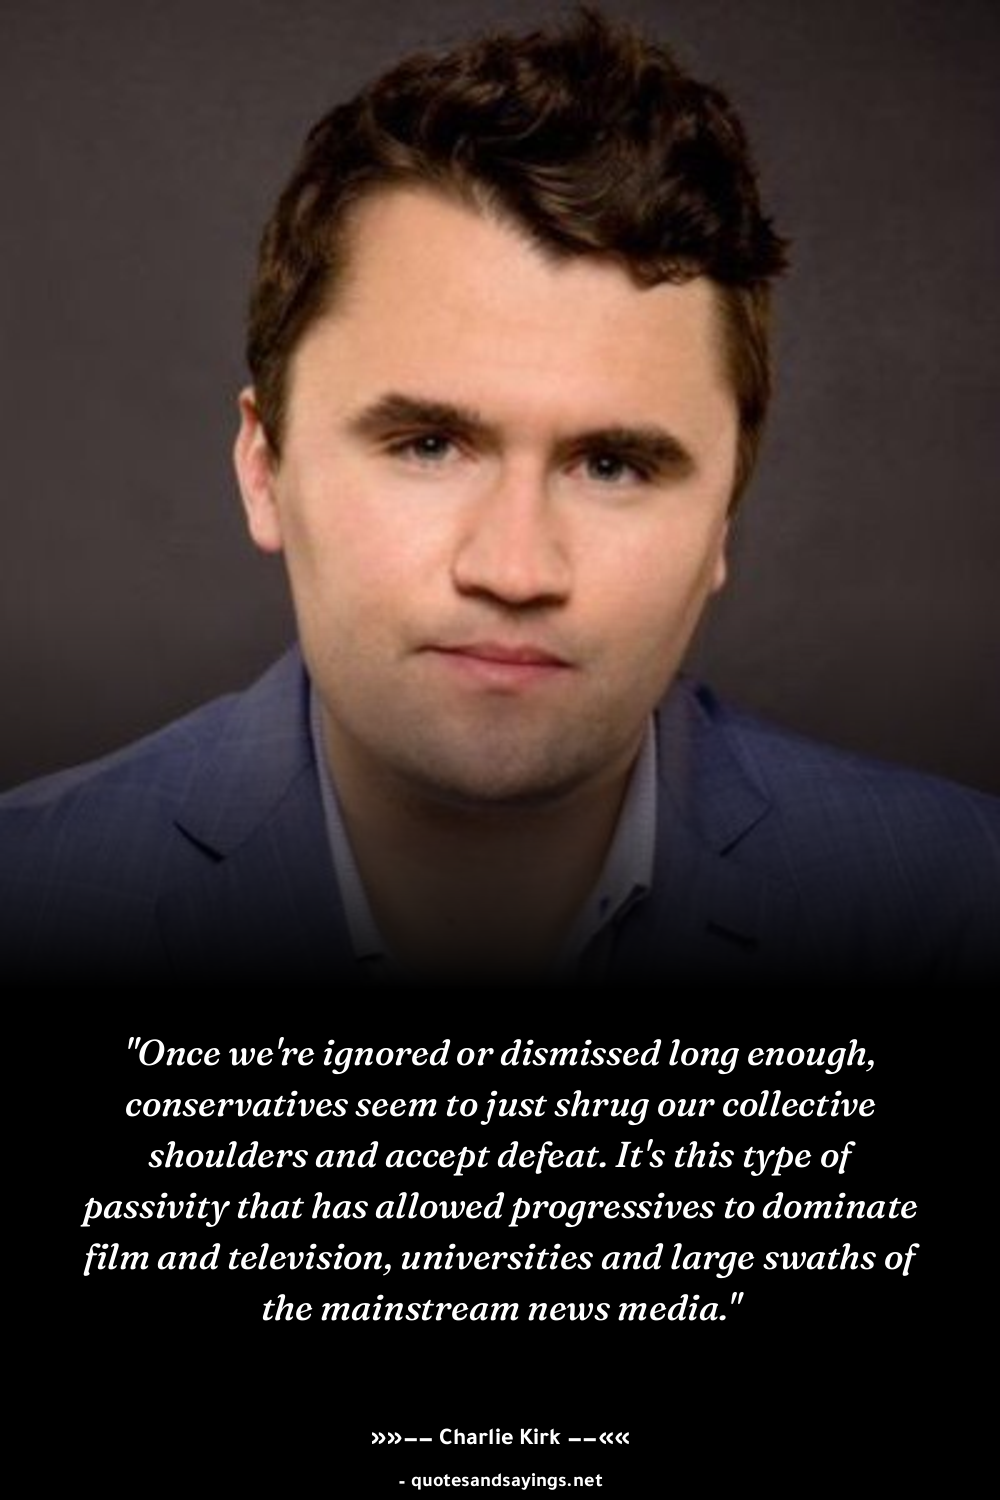 "Once we're ignored or dismissed long enough,
conservatives seem to just shrug our collective
shoulders and accept defeat. It's this type of
passivity that has allowed progressives to dominate
film and television, universities and large swaths of
the mainstream news media."
»»–– Charlie Kirk ––««
- quotesandsayings.net